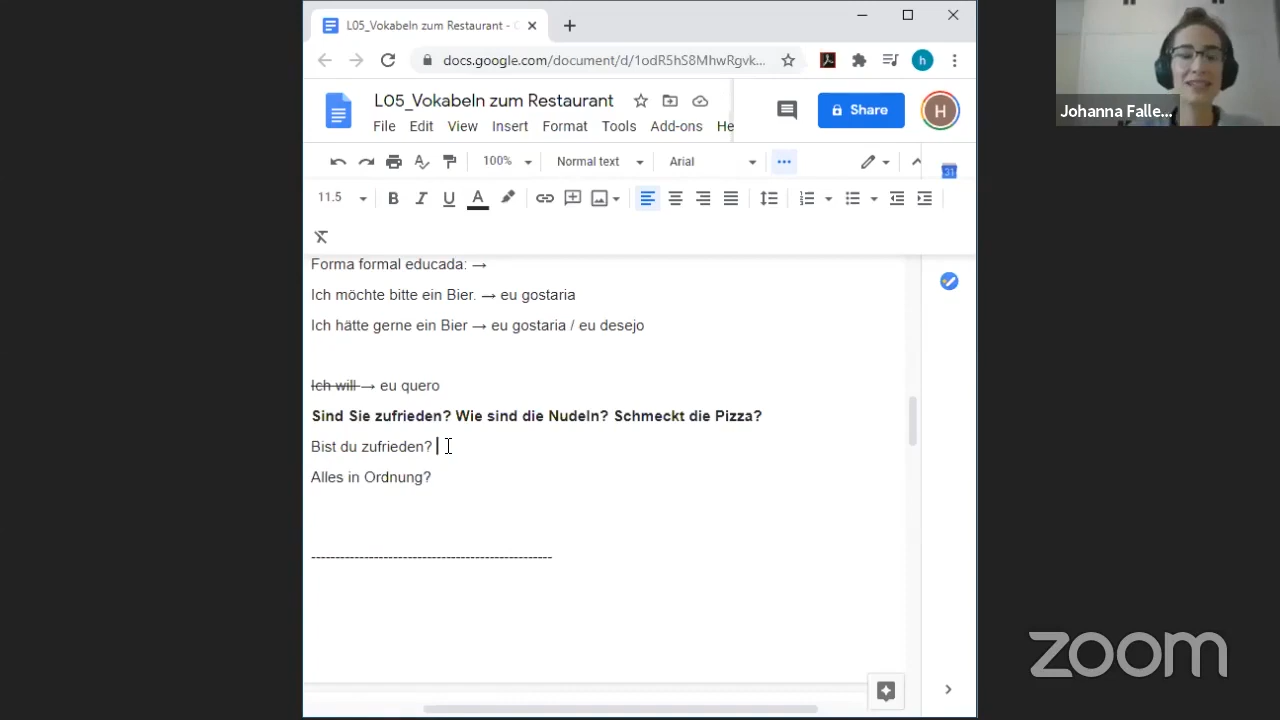 L05_Vokabeln zum Restaurant - G
docs.google.com/document/d/1odR5hS8MhwRgvk...
h
L05_Vokabeln zum Restaurant
Share
H
File Edit View Insert Format Tools Add-ons He
100% Normal text Arial
31
11.5 B I U A
Forma formal educada: →
Ich möchte bitte ein Bier. → eu gostaria
Ich hätte gerne ein Bier → eu gostaria / eu desejo
Ich will → eu quero
Sind Sie zufrieden? Wie sind die Nudeln? Schmeckt die Pizza?
Bist du zufrieden?
Alles in Ordnung?
--------------------------------------------------
Johanna Falle...
zoom